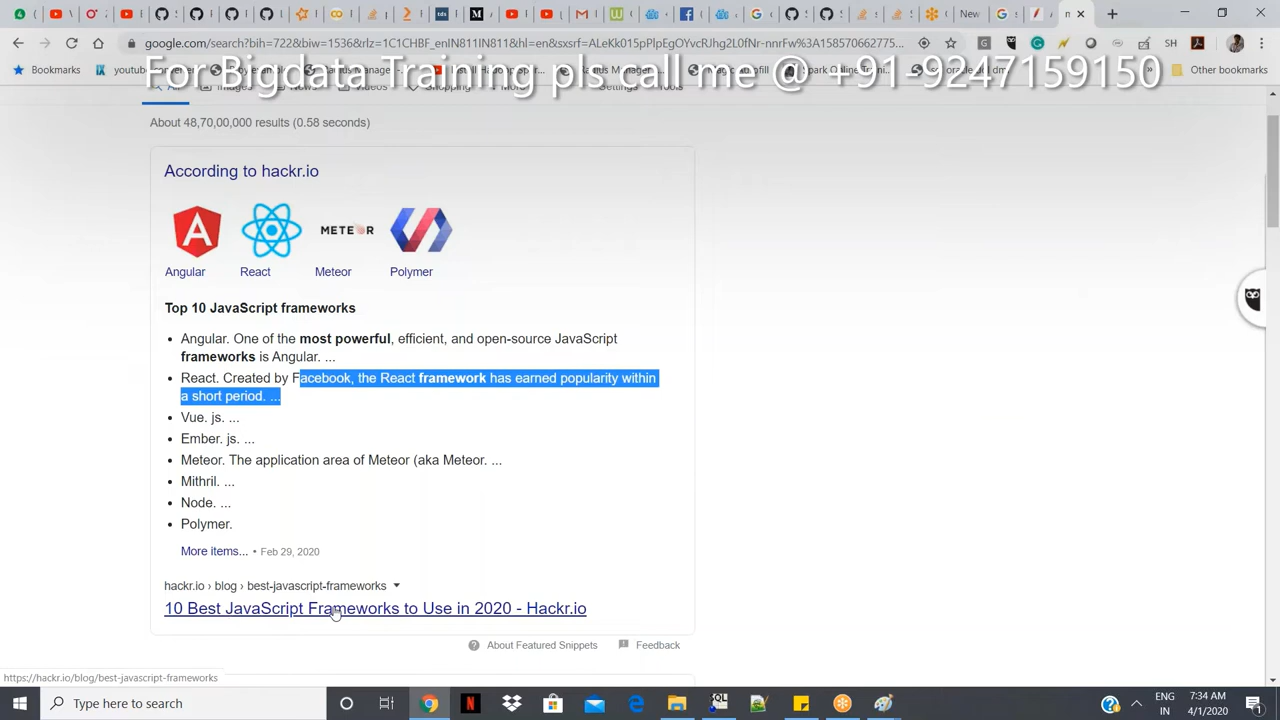 New
google.com/search?bih=722&biw=1536&rlz=1C1CHBF_enIN811IN811&hl=en&sxsrf=ALeKk015pPlpEgOYvcRUhg2L0fNr-nnrFw%3A158570662775...
For Bigdata Training pls call me @ +91-9247159150
Bookmarks
Other bookmarks
Settings
Tools
About 48,70,00,000 results (0.58 seconds)
According to hackr.io
METEOR
Angular React Meteor Polymer
Top 10 JavaScript frameworks
• Angular. One of the most powerful, efficient, and open-source JavaScript
frameworks is Angular. ...
• React. Created by Facebook, the React framework has earned popularity within
a short period. ...
• Vue. js. ...
• Ember. js. ...
• Meteor. The application area of Meteor (aka Meteor. ...
• Mithril. ...
• Node. ...
• Polymer.
More items... • Feb 29, 2020
hackr.io › blog › best-javascript-frameworks
10 Best JavaScript Frameworks to Use in 2020 - Hackr.io
About Featured Snippets Feedback
https://hackr.io/blog/best-javascript-frameworks
Type here to search
ENG
IN
7:34 AM
4/1/2020